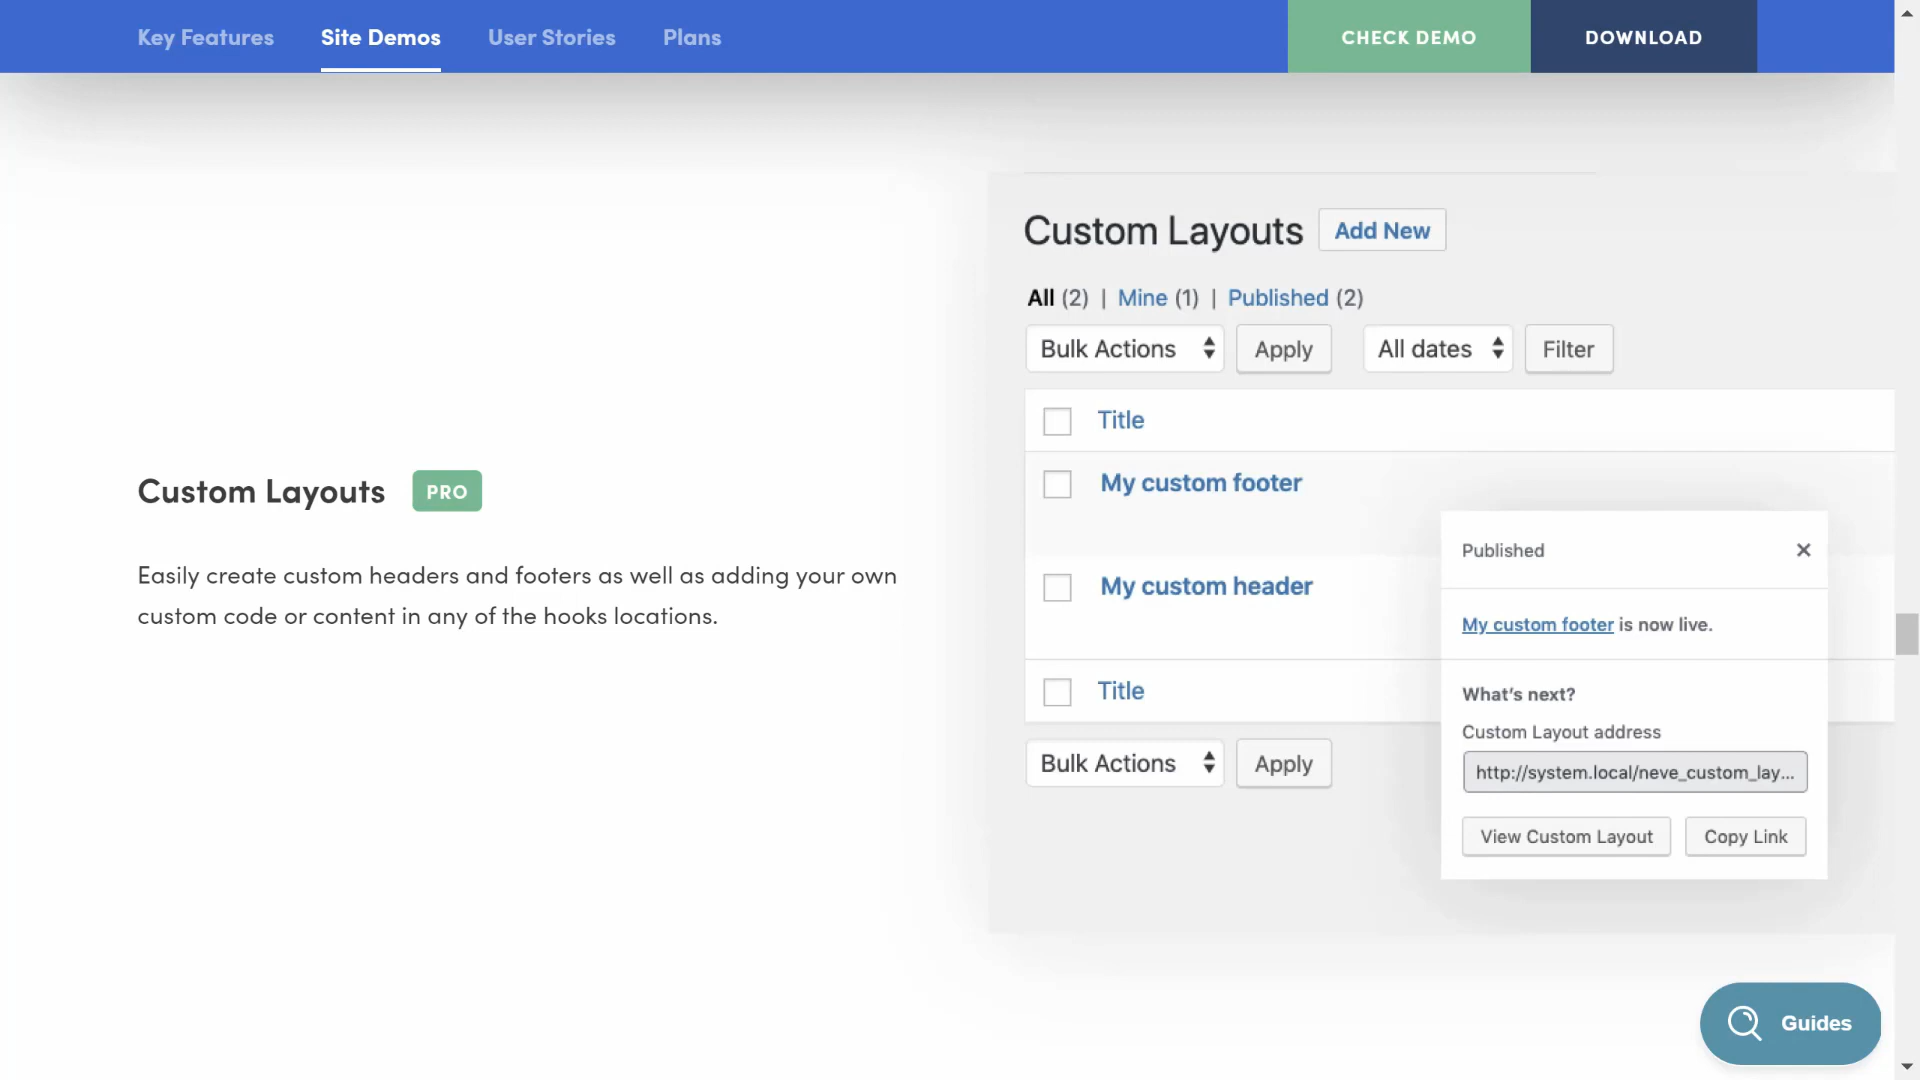 Key Features Site Demos User Stories Plans CHECK DEMO DOWNLOAD
Custom Layouts Add New
All (2) | Mine (1) | Published (2)
Bulk Actions Apply All dates Filter
Title
My custom footer
Custom Layouts PRO
Easily create custom headers and footers as well as adding your own
custom code or content in any of the hooks locations.
My custom header
Title
Bulk Actions Apply
Published ×
My custom footer is now live.
What's next?
Custom Layout address
http://system.local/neve_custom_lay...
View Custom Layout Copy Link
Guides